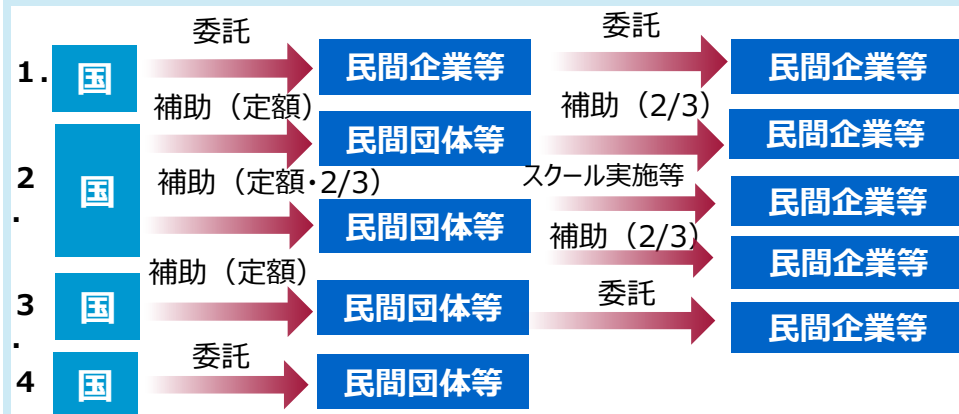 委託
委託
1. 国
民間企業等
民間企業等
補助（定額）
補助（2/3）
2.
国
民間団体等
民間企業等
補助（定額・2/3）
スクール実施等
民間団体等
民間企業等
補助（2/3）
民間企業等
補助（定額）
3.
国
民間団体等
委託
民間企業等
委託
4
国
民間団体等